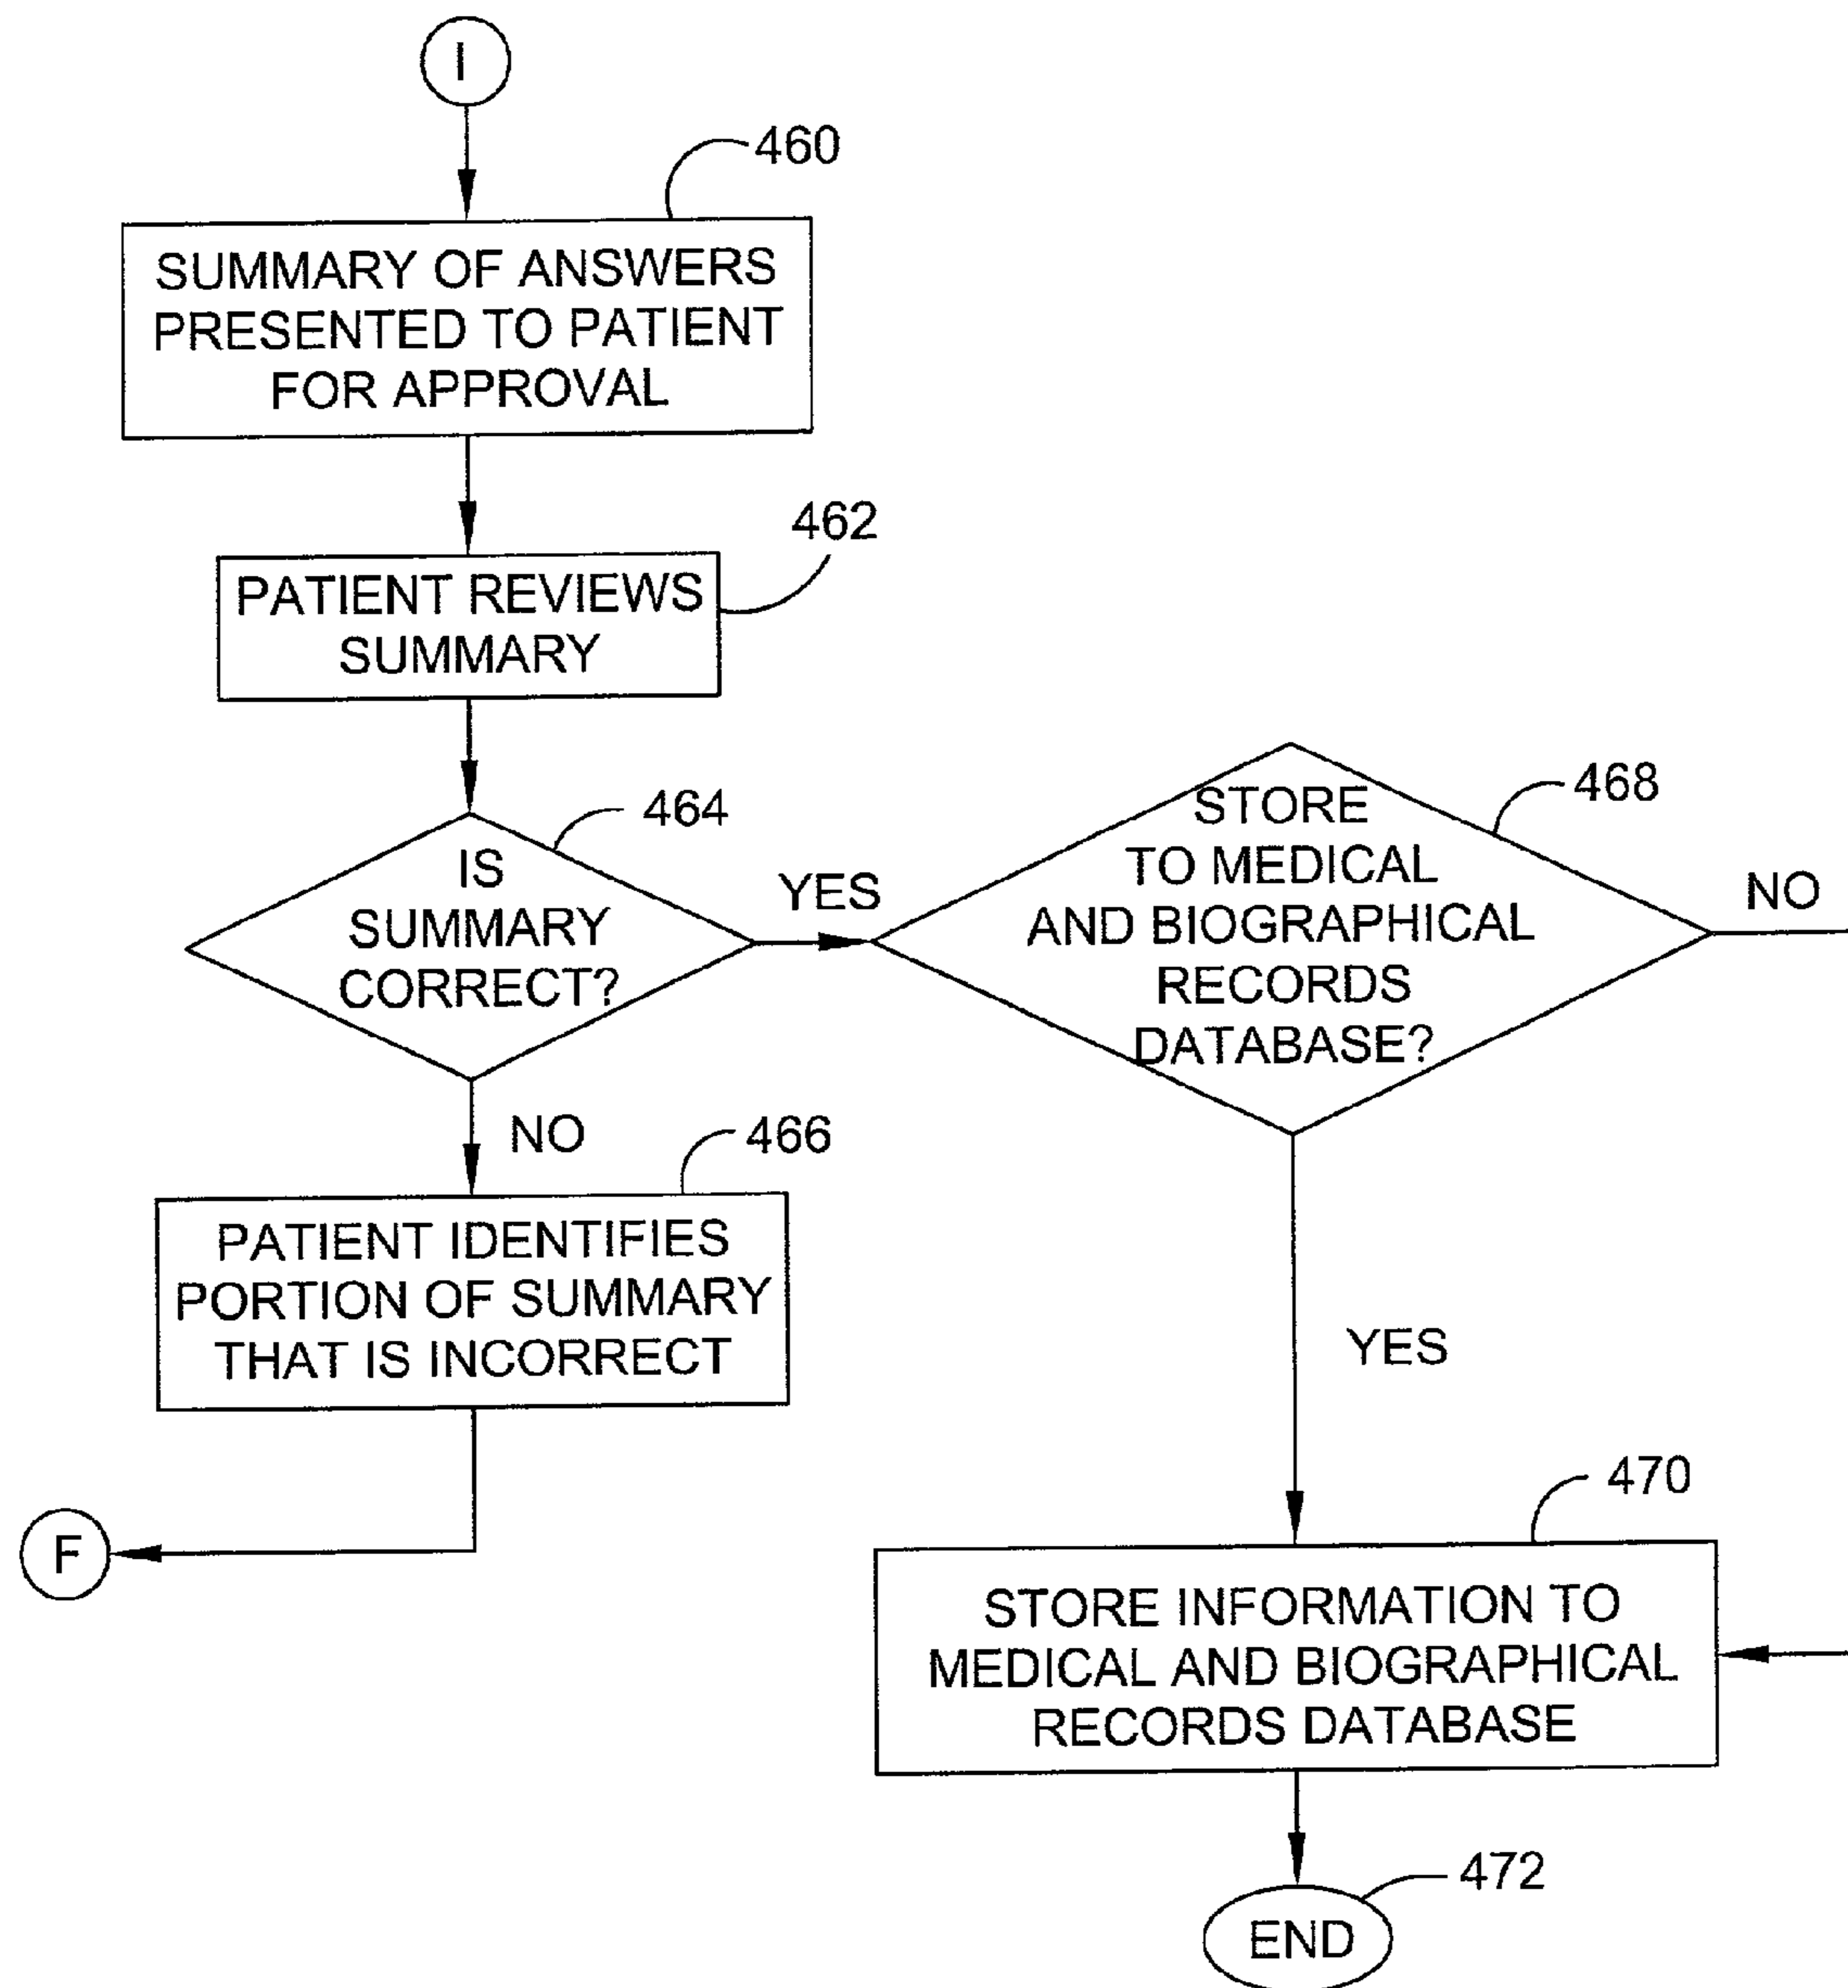 I
460
SUMMARY OF ANSWERS
PRESENTED TO PATIENT
FOR APPROVAL
462
PATIENT REVIEWS
SUMMARY
464
IS
SUMMARY
CORRECT?
YES
468
STORE
TO MEDICAL
AND BIOGRAPHICAL
RECORDS
DATABASE?
NO
NO
466
PATIENT IDENTIFIES
PORTION OF SUMMARY
THAT IS INCORRECT
F
YES
470
STORE INFORMATION TO
MEDICAL AND BIOGRAPHICAL
RECORDS DATABASE
472
END